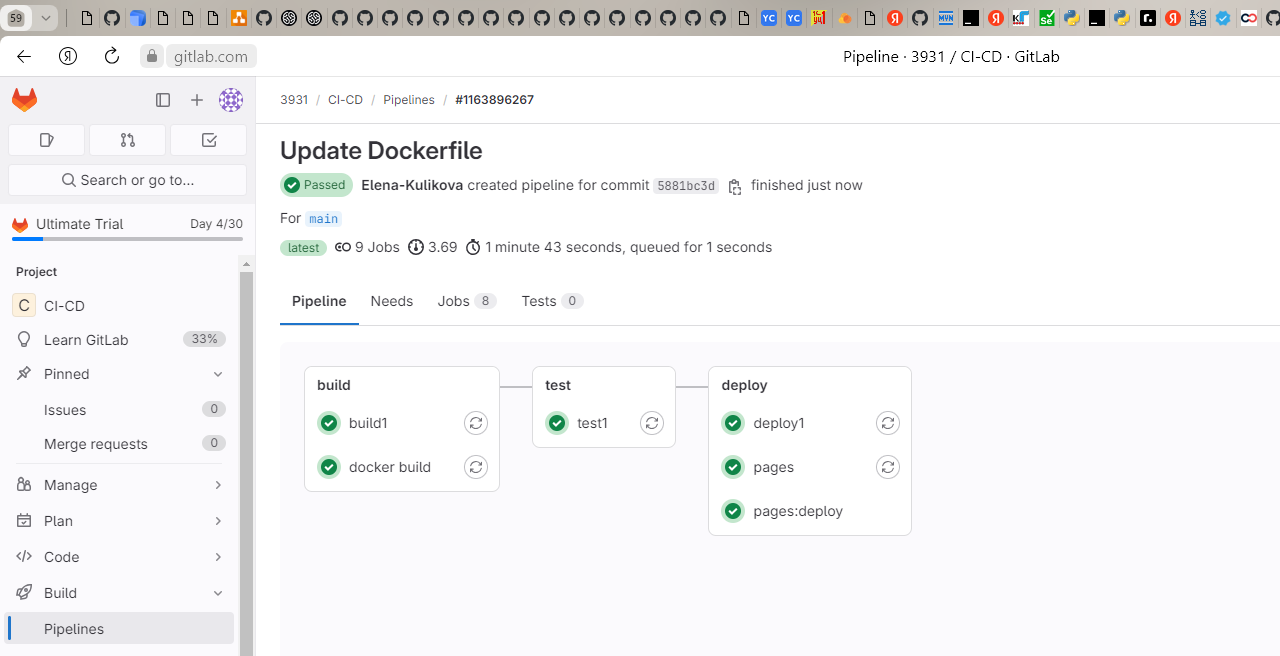 59
YC
YC
gitlab.com
Pipeline · 3931 / CI-CD · GitLab
3931 / CI-CD / Pipelines / #1163896267
Search or go to...
Ultimate Trial Day 4/30
Project
C CI-CD
Learn GitLab 33%
Pinned
Issues 0
Merge requests 0
Manage
Plan
Code
Build
Pipelines
Update Dockerfile
Passed Elena-Kulikova created pipeline for commit 5881bc3d finished just now
For main
latest 9 Jobs 3.69 1 minute 43 seconds, queued for 1 seconds
Pipeline Needs Jobs 8 Tests 0
build
build1
docker build
test
test1
deploy
deploy1
pages
pages:deploy